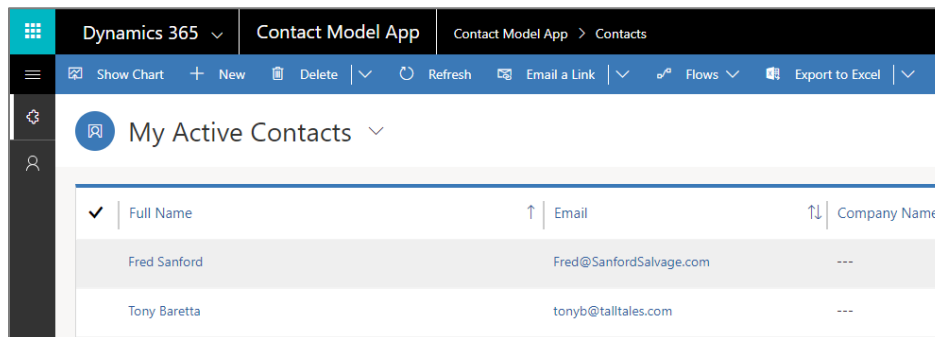 Dynamics 365 Contact Model App Contact Model App > Contacts
Show Chart New Delete Refresh Email a Link Flows Export to Excel
My Active Contacts
Full Name Email Company Name
Fred Sanford Fred@SanfordSalvage.com ---
Tony Baretta tonyb@talltales.com ---